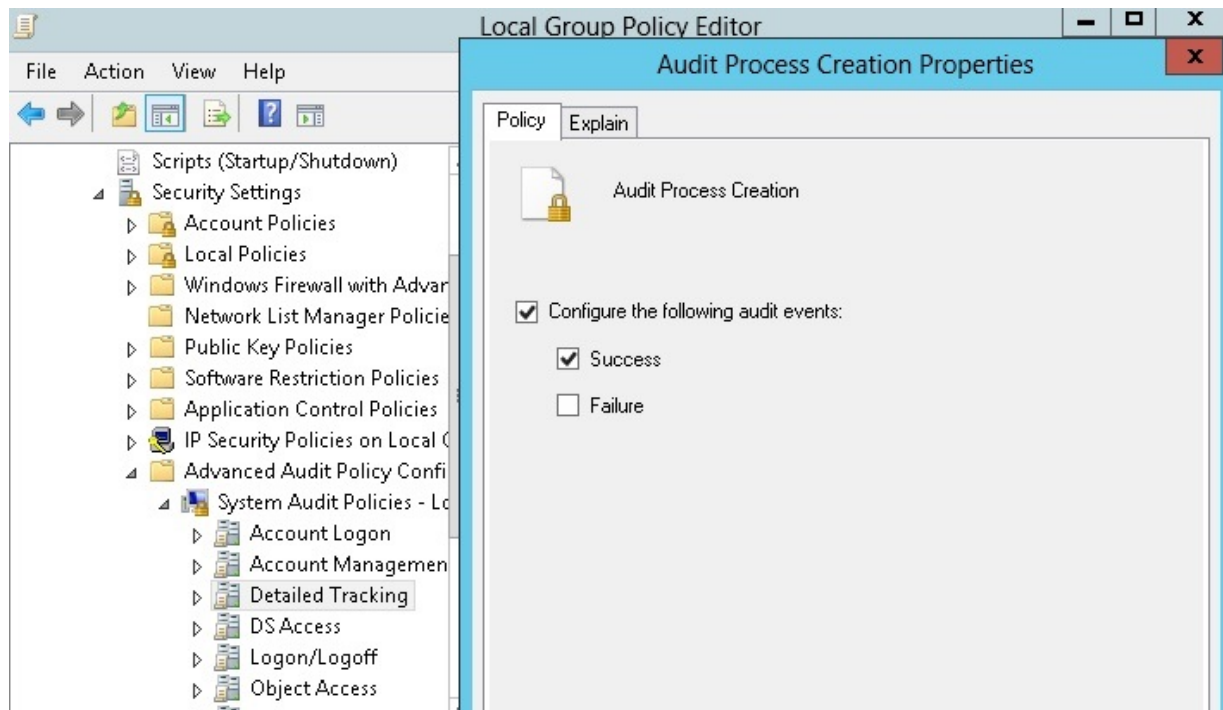 Local Group Policy Editor
File Action View Help
Scripts (Startup/Shutdown)
Security Settings
Account Policies
Local Policies
Windows Firewall with Advar
Network List Manager Policie
Public Key Policies
Software Restriction Policies
Application Control Policies
IP Security Policies on Local C
Advanced Audit Policy Confi
System Audit Policies - Lo
Account Logon
Account Managemen
Detailed Tracking
DS Access
Logon/Logoff
Object Access
Audit Process Creation Properties
Policy Explain
Audit Process Creation
Configure the following audit events:
Success
Failure